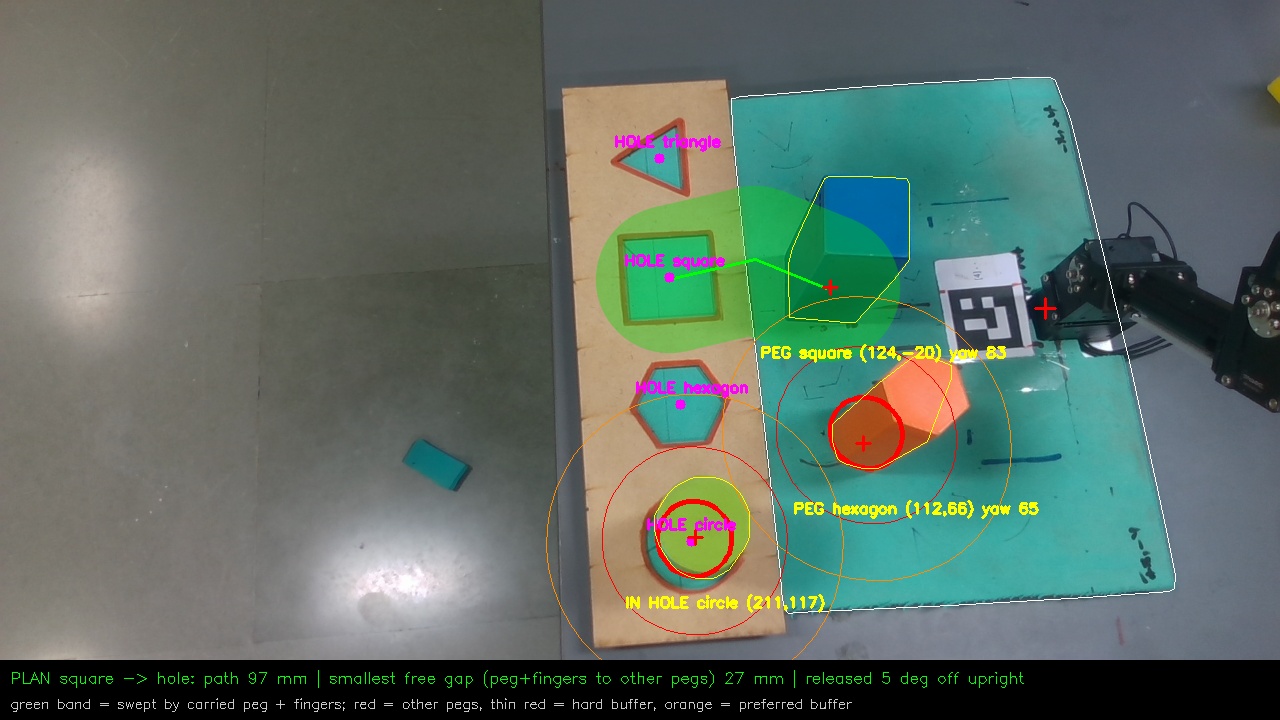 HOLE triangle
HOLE square
PEG square (124,-20) yaw 83
HOLE hexagon
PEG hexagon (112,66) yaw 65
HOLE circle
IN HOLE circle (211,117)
PLAN square -> hole: path 97 mm | smallest free gap (peg+fingers to other pegs) 27 mm | released 5 deg off upright
green band = swept by carried peg + fingers; red = other pegs, thin red = hard buffer, orange = preferred buffer